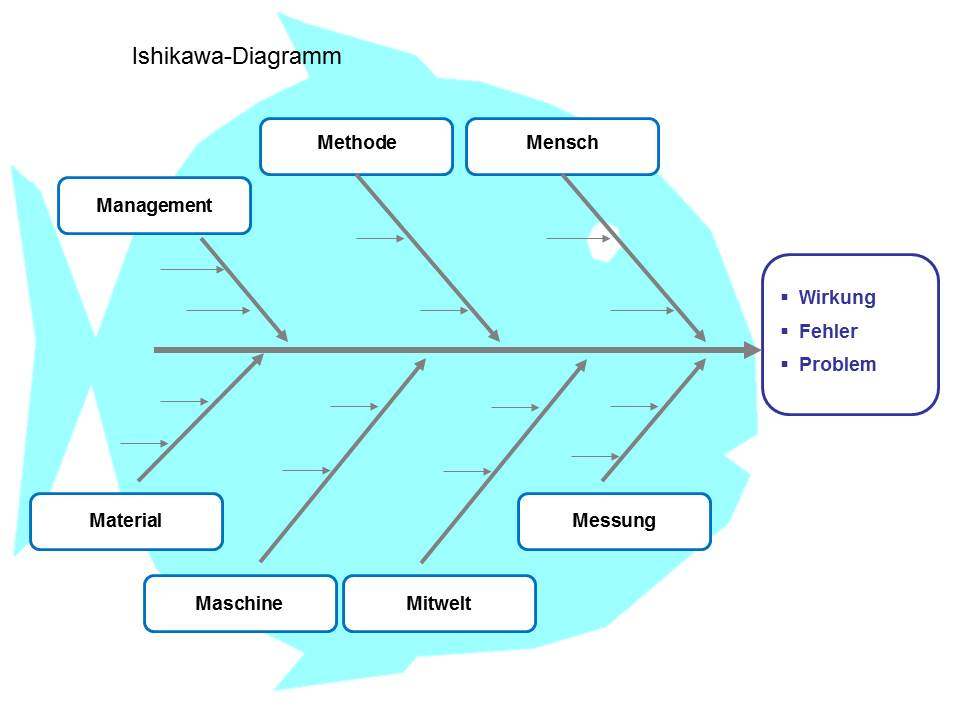 Ishikawa-Diagramm
Methode
Mensch
Management
▪ Wirkung
▪ Fehler
▪ Problem
Material
Messung
Maschine
Mitwelt